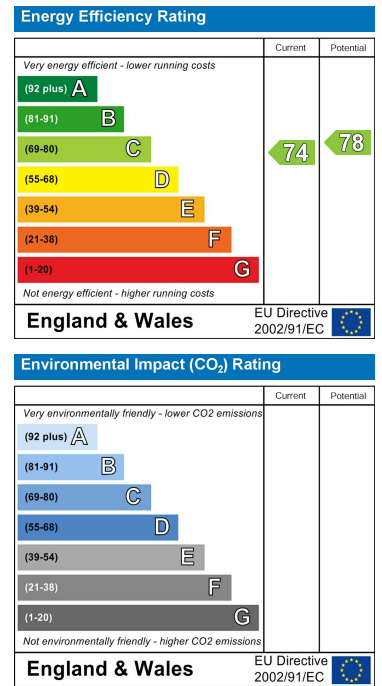 Energy Efficiency Rating
Current Potential
Very energy efficient - lower running costs
(92 plus) A
(81-91) B
(69-80) C
(55-68) D
(39-54) E
(21-38) F
(1-20) G
74 78
Not energy efficient - higher running costs
England & Wales
EU Directive
2002/91/EC
Environmental Impact (CO₂) Rating
Current Potential
Very environmentally friendly - lower CO2 emissions
(92 plus) A
(81-91) B
(69-80) C
(55-68) D
(39-54) E
(21-38) F
(1-20) G
Not environmentally friendly - higher CO2 emissions
England & Wales
EU Directive
2002/91/EC